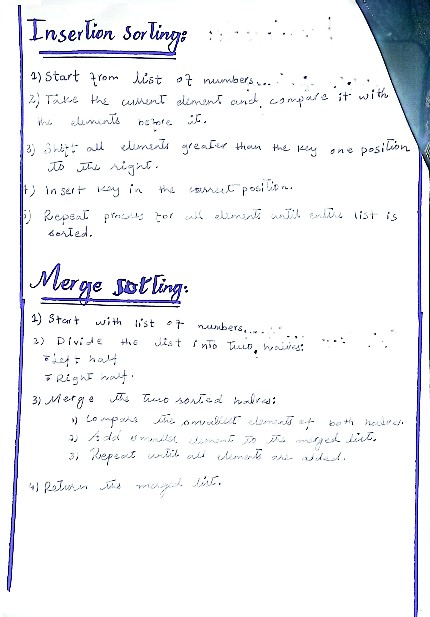 Insertion sorting:
1) Start from list of numbers...
2) Take the current element and compare it with
the elements before it.
3) Shift all elements greater than the key one position
to the right.
4) Insert key in the correct position.
5) Repeat process for all elements until entire list is
sorted.
Merge sorting:
1) Start with list of numbers...
2) Divide the list into two halves:
• Left half
• Right half.
3) Merge the two sorted halves:
1) Compare the smallest elements of both halves
2) Add smaller element to the merged list.
3) Repeat until all elements are added.
4) Return the merged list.